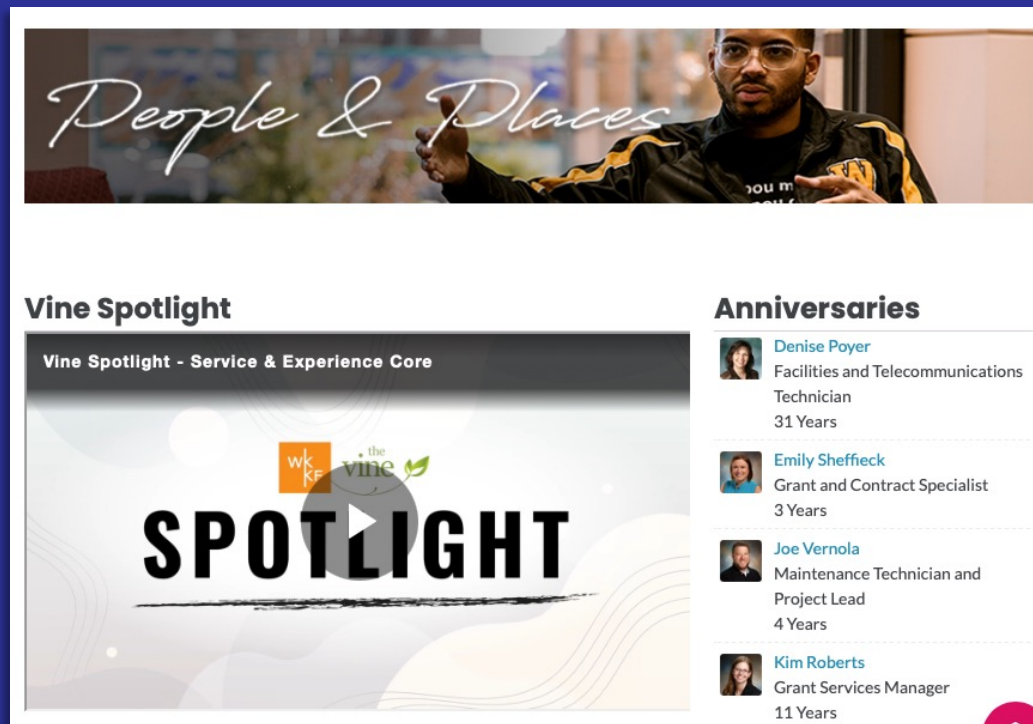 People & Places
Vine Spotlight
Vine Spotlight - Service & Experience Core
WK
KF
the
vine
SPOTLIGHT
Anniversaries
Denise Poyer
Facilities and Telecommunications
Technician
31 Years
Emily Sheffieck
Grant and Contract Specialist
3 Years
Joe Vernola
Maintenance Technician and
Project Lead
4 Years
Kim Roberts
Grant Services Manager
11 Years